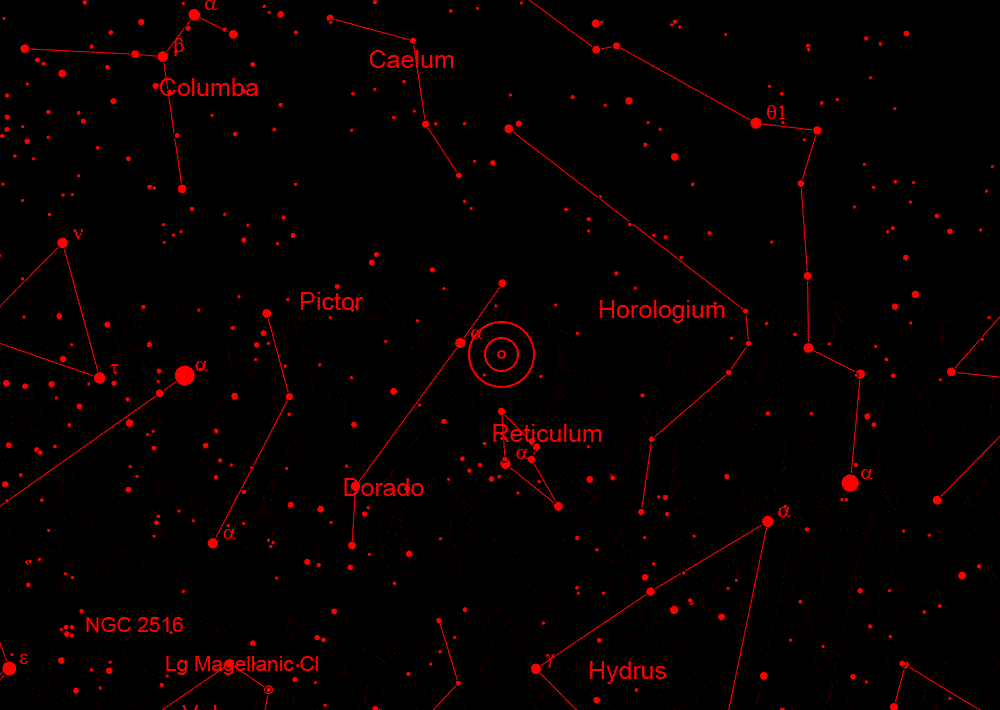 α
β
Caelum
Columba
θ1
ν
Pictor
Horologium
α
τ
α
Reticulum
α
α
Dorado
α
α
NGC 2516
ε
Lg Magellanic Cl
γ
Hydrus